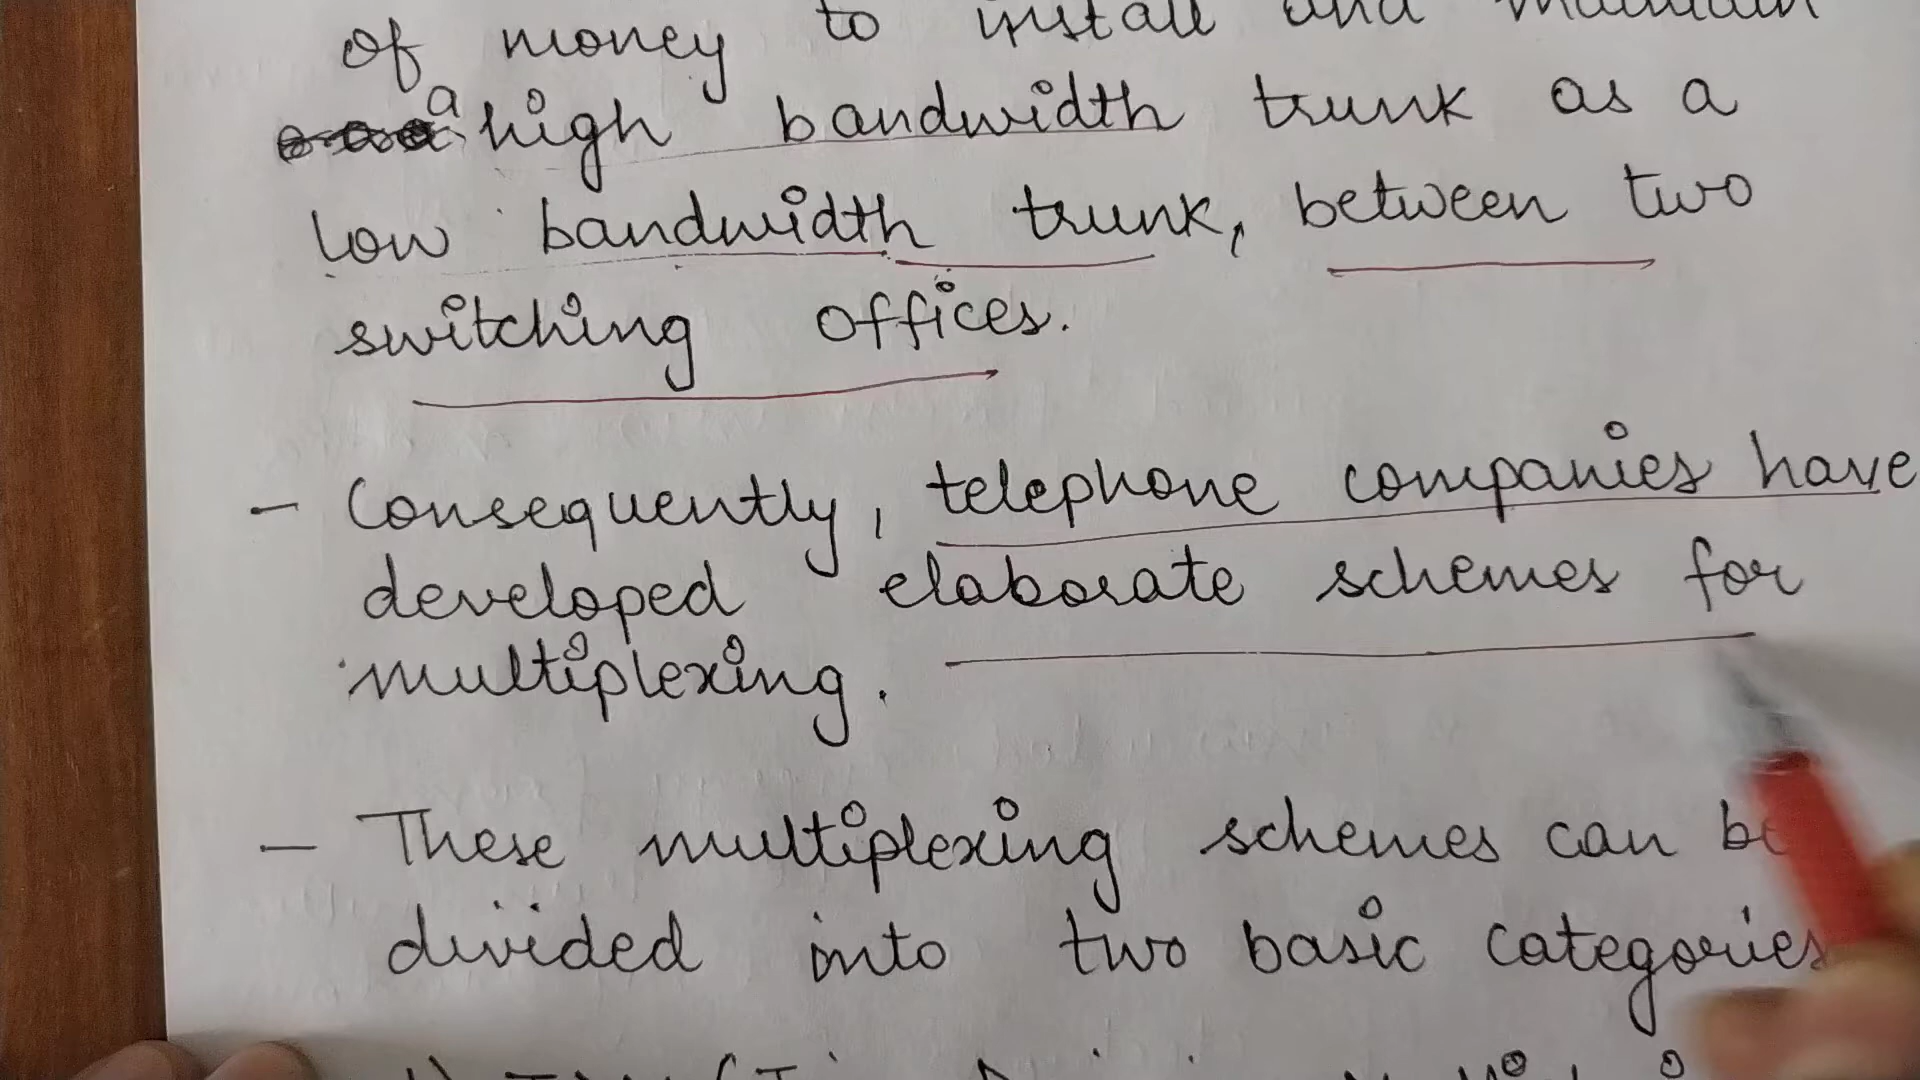 of money to install and maintain
a high bandwidth trunk as a
low bandwidth trunk, between two
switching offices.
- Consequently, telephone companies have
developed elaborate schemes for
multiplexing.
- These multiplexing schemes can be
divided into two basic categories